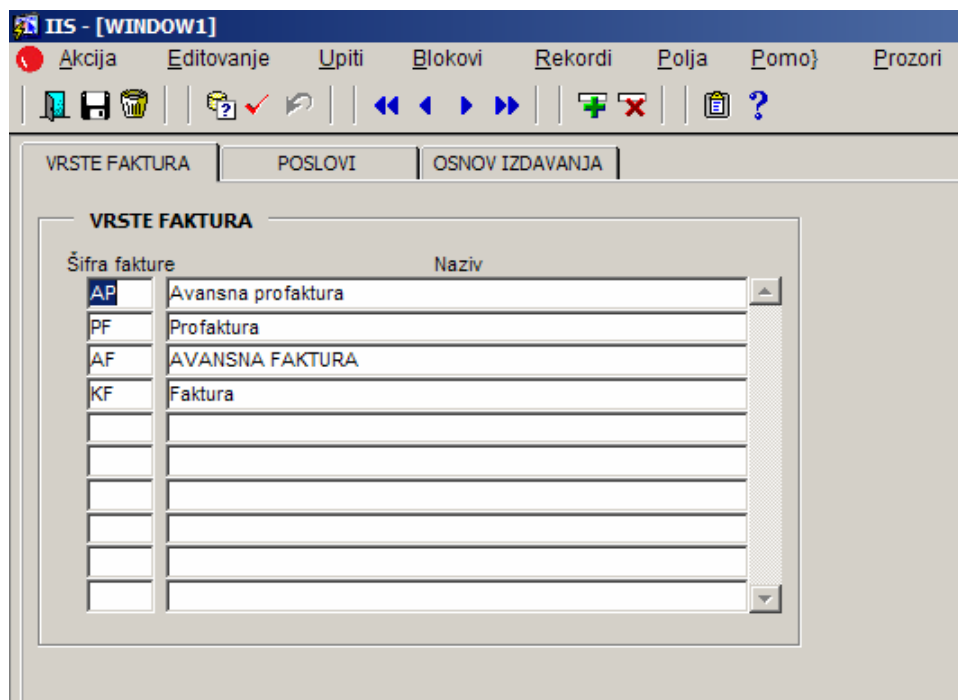 IIS - [WINDOW1]
Akcija Editovanje Upiti Blokovi Rekordi Polja Pomo} Prozori
VRSTE FAKTURA POSLOVI OSNOV IZDAVANJA
VRSTE FAKTURA
Šifra fakture Naziv
AP Avansna profaktura
PF Profaktura
AF AVANSNA FAKTURA
KF Faktura